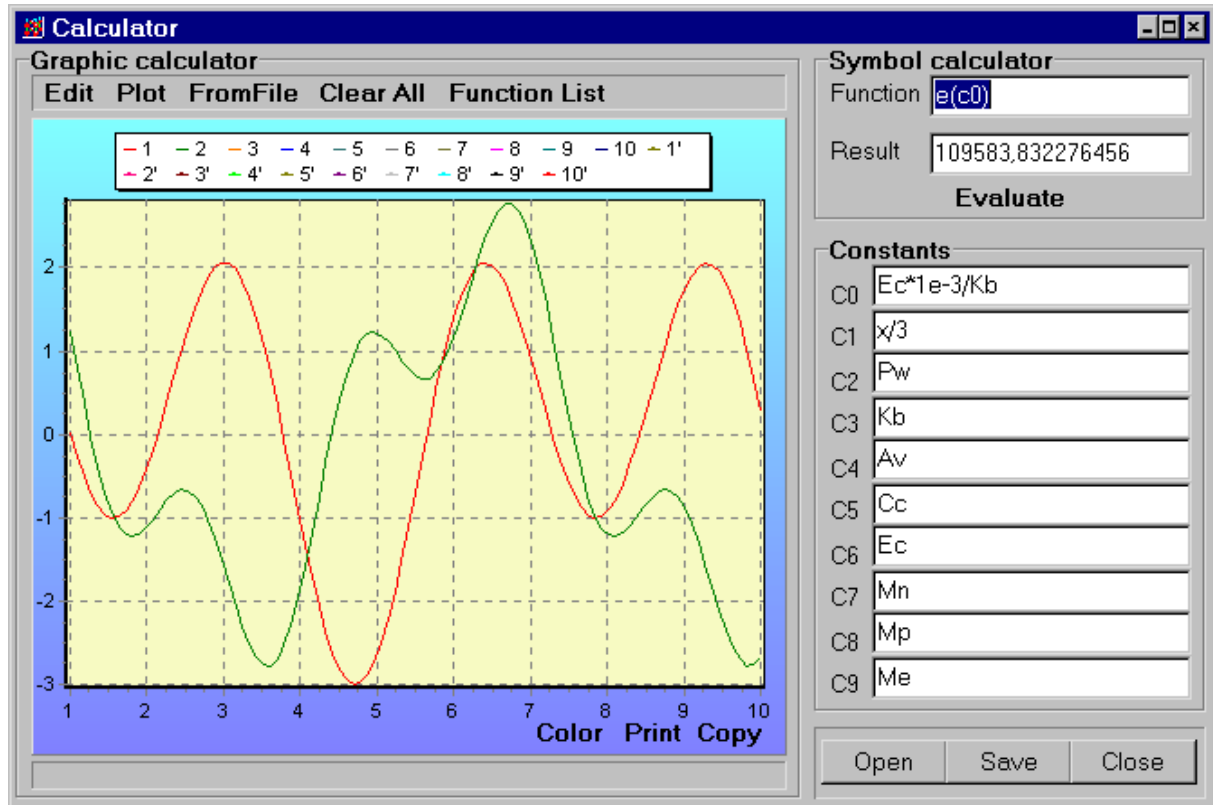 Calculator
Graphic calculator
Edit Plot FromFile Clear All Function List
1 2 3 4 5 6 7 8 9 10 1'
2' 3' 4' 5' 6' 7' 8' 9' 10'
2
1
0
-1
-2
-3
1 2 3 4 5 6 7 8 9 10
Color Print Copy
Symbol calculator
Function e(c0)
Result 109583,832276456
Evaluate
Constants
C0 Ec*1e-3/Kb
C1 x/3
C2 Pw
C3 Kb
C4 Av
C5 Cc
C6 Ec
C7 Mn
C8 Mp
C9 Me
Open Save Close